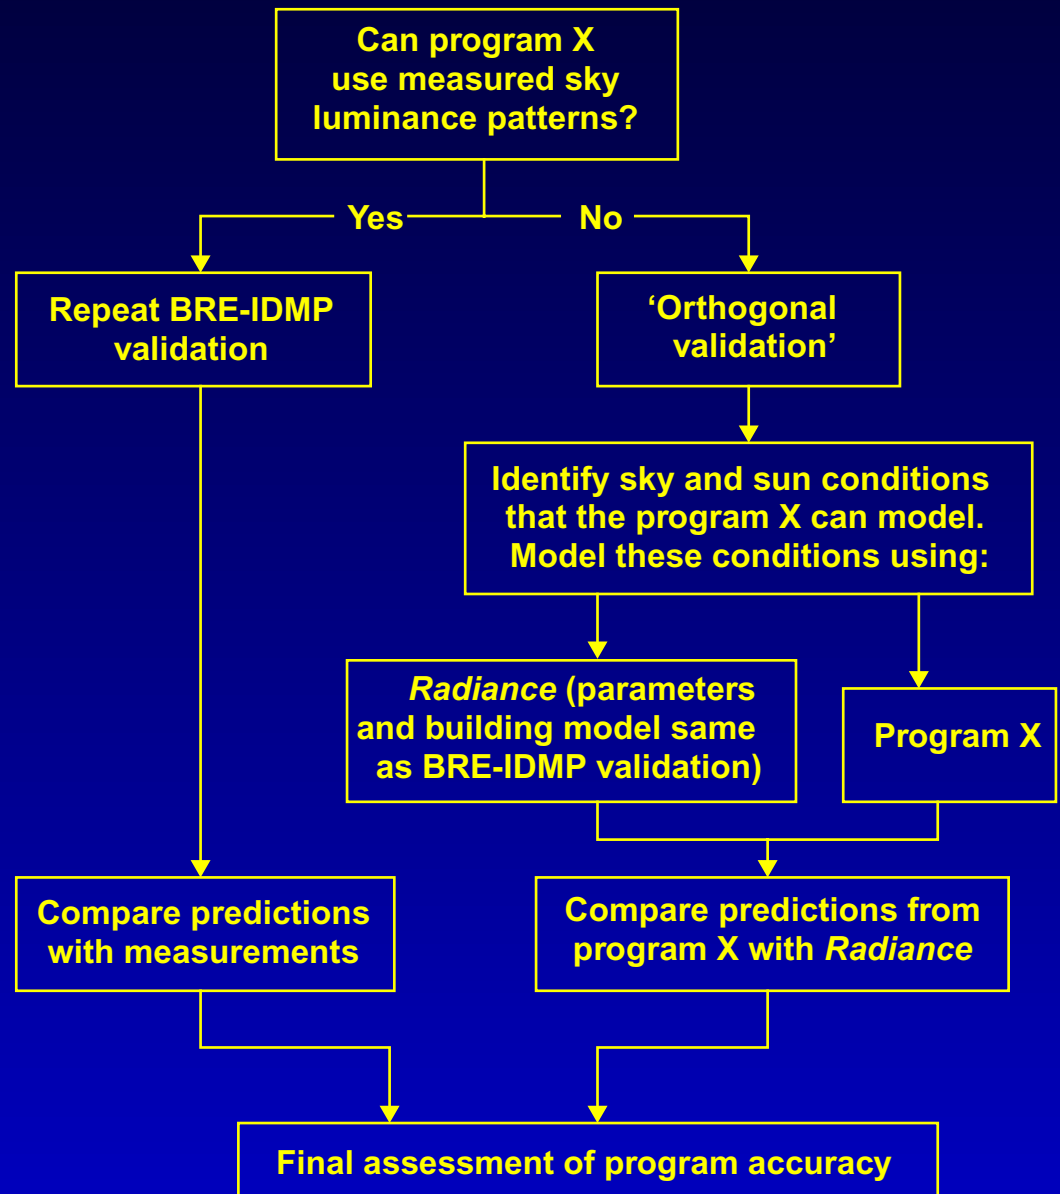 Can program X
use measured sky
luminance patterns?
Yes
No
Repeat BRE-IDMP
validation
‘Orthogonal
validation’
Identify sky and sun conditions
that the program X can model.
Model these conditions using:
Radiance (parameters
and building model same
as BRE-IDMP validation)
Program X
Compare predictions
with measurements
Compare predictions from
program X with Radiance
Final assessment of program accuracy